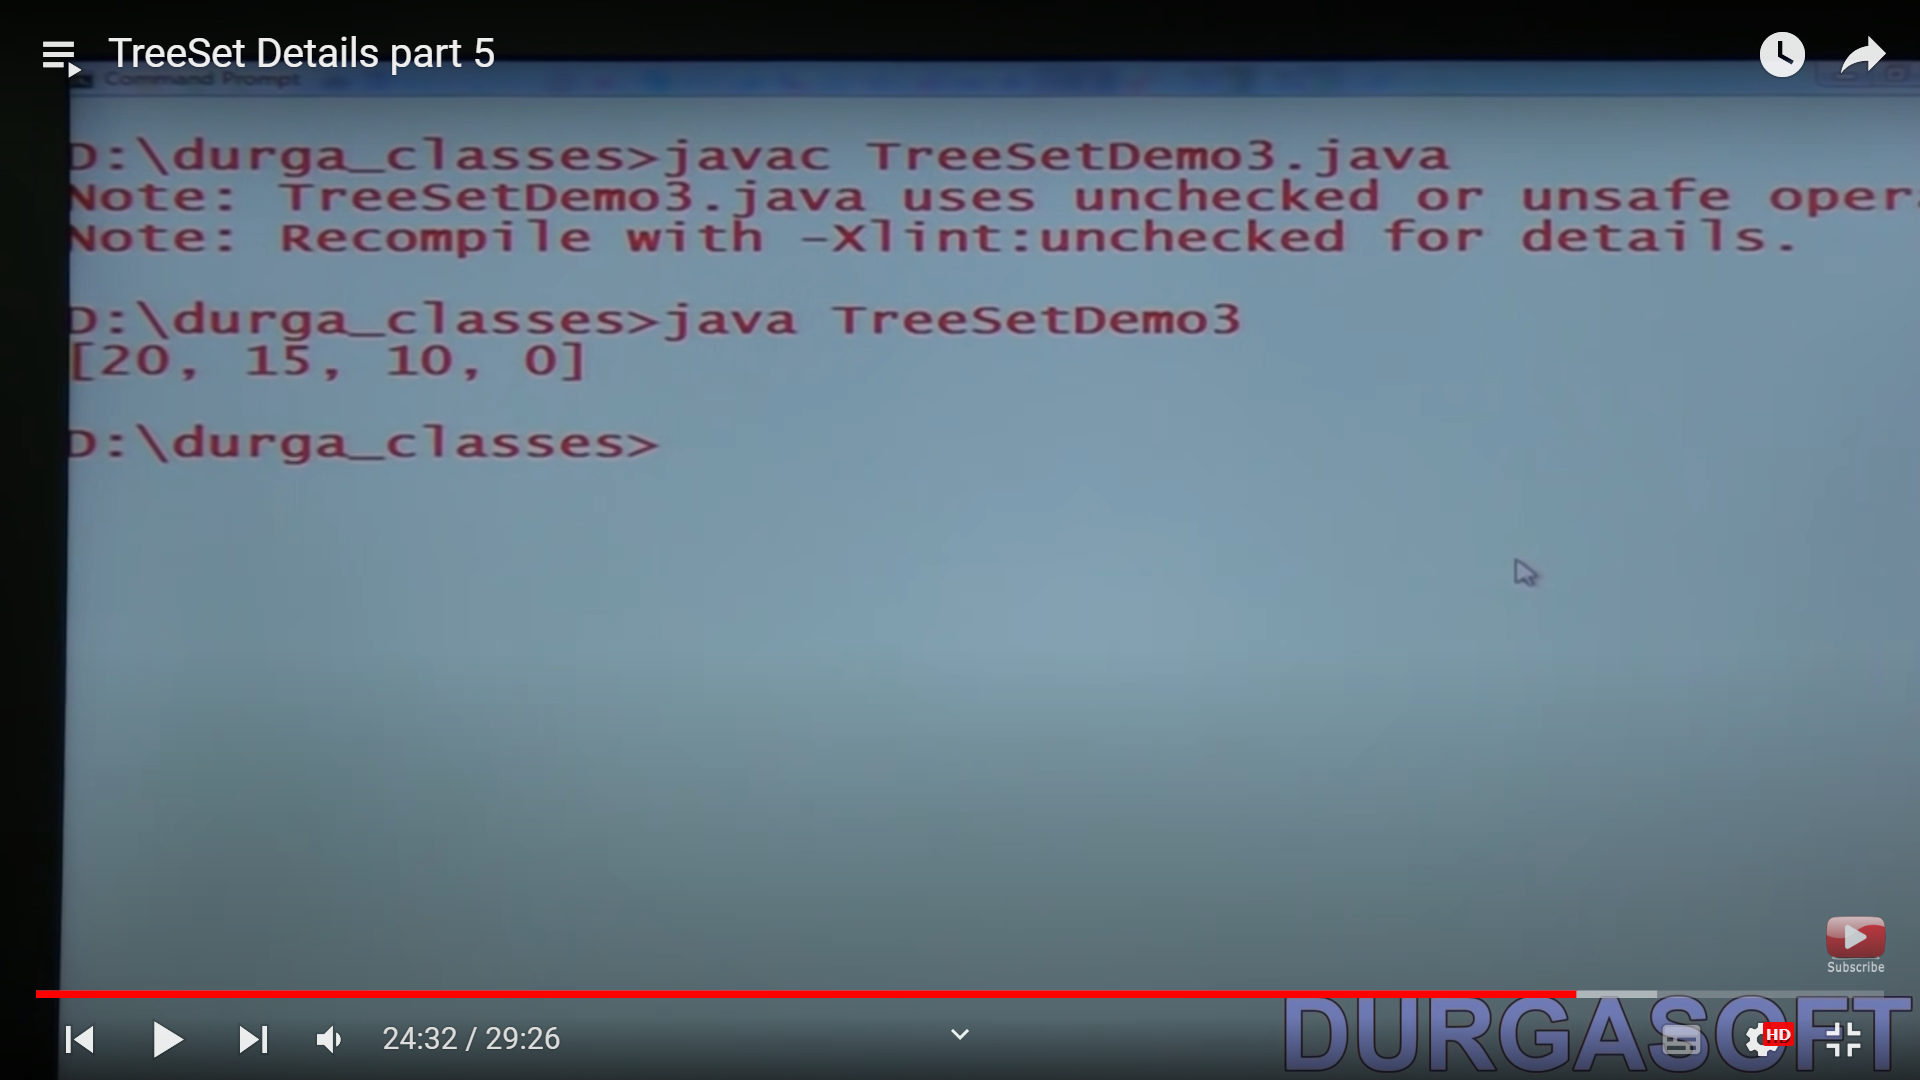 TreeSet Details part 5
Command Prompt
D:\durga_classes>javac TreeSetDemo3.java
Note: TreeSetDemo3.java uses unchecked or unsafe oper
Note: Recompile with -Xlint:unchecked for details.
D:\durga_classes>java TreeSetDemo3
[20, 15, 10, 0]
D:\durga_classes>
Subscribe
24:32 / 29:26
HD
DURGASOFT